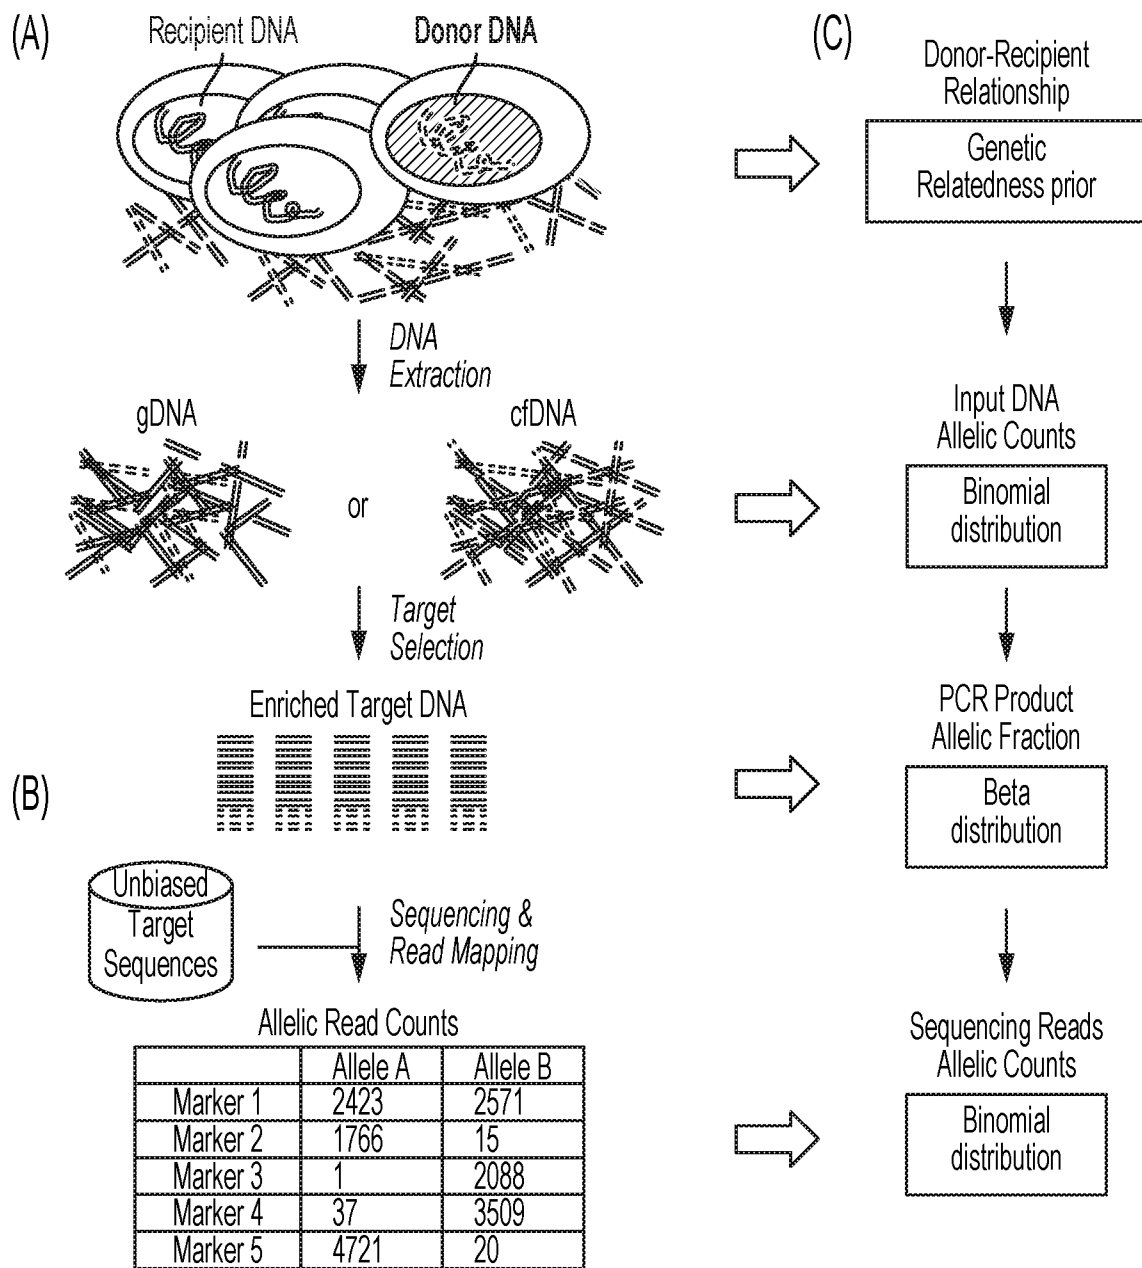 (A)
Recipient DNA
Donor DNA
DNA
Extraction
gDNA
or
cfDNA
Target
Selection
Enriched Target DNA
(B)
Unbiased
Target
Sequences
Sequencing &
Read Mapping
Allelic Read Counts
Allele A Allele B
Marker 1 2423 2571
Marker 2 1766 15
Marker 3 1 2088
Marker 4 37 3509
Marker 5 4721 20
(C)
Donor-Recipient
Relationship
Genetic
Relatedness prior
Input DNA
Allelic Counts
Binomial
distribution
PCR Product
Allelic Fraction
Beta
distribution
Sequencing Reads
Allelic Counts
Binomial
distribution